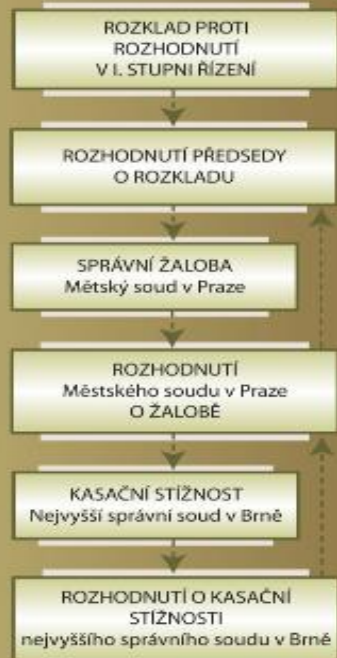 ROZKLAD PROTI
ROZHODNUTÍ
V I. STUPNI ŘÍZENÍ
ROZHODNUTÍ PŘEDSEDY
O ROZKLADU
SPRÁVNÍ ŽALOBA
Mětský soud v Praze
ROZHODNUTÍ
Městského soudu v Praze
O ŽALOBĚ
KASAČNÍ STÍŽNOST
Nejvyšší správní soud v Brně
ROZHODNUTÍ O KASAČNÍ
STÍŽNOSTI
nejvyššího správního soudu v Brně